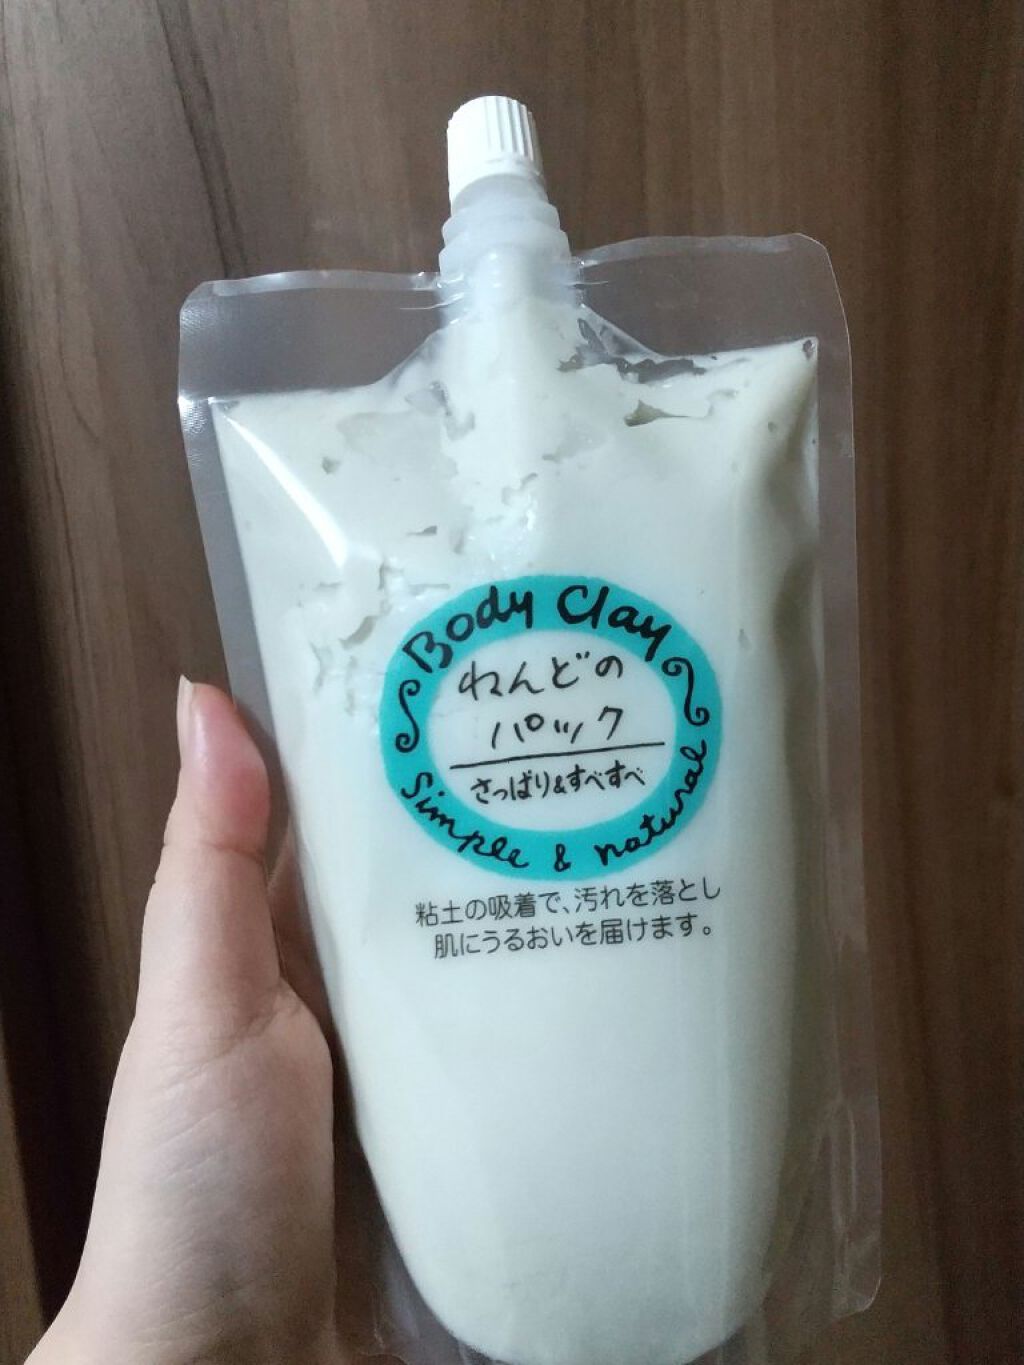 Body Clay
ねんどの
パック
さっぱり&すべすべ
Simple & natural
粘土の吸着で、汚れを落とし
肌にうるおいを届けます。